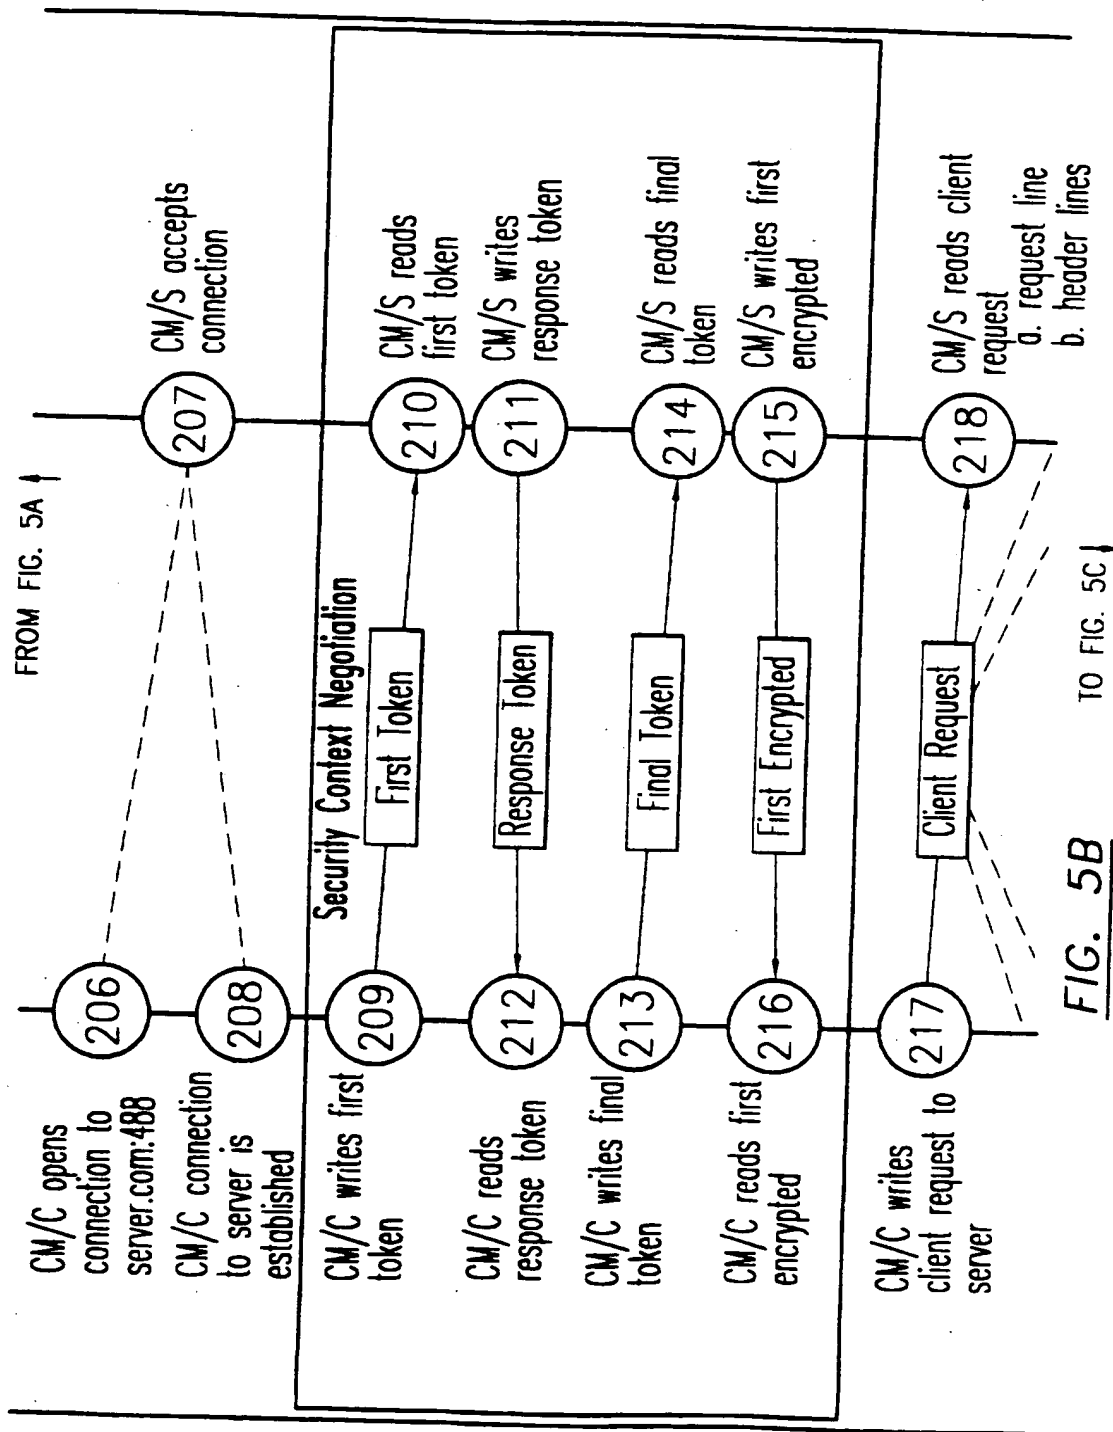 FROM FIG. 5A
206
CM/C opens
connection to
server.com:488
207
CM/S accepts
connection
208
CM/C connection
to server is
established
Security Context Negotiation
209
CM/C writes first
token
First Token
210
CM/S reads
first token
211
CM/S writes
response token
Response Token
212
CM/C reads
response token
213
CM/C writes final
token
Final Token
214
CM/S reads final
token
215
CM/S writes first
encrypted
First Encrypted
216
CM/C reads first
encrypted
217
CM/C writes
client request to
server
Client Request
218
CM/S reads client
request
a. request line
b. header lines
TO FIG. 5C
FIG. 5B